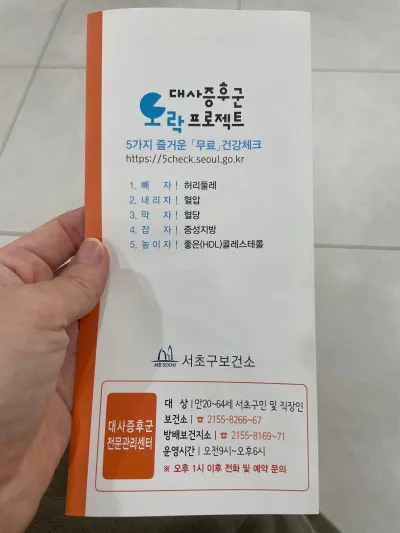 대사증후군
오락 프로젝트
5가지 즐거운 「무료」건강체크
https://5check.seoul.go.kr
1. 빼 자! 허리둘레
2. 내리자! 혈압
3. 막 자! 혈당
4. 잡 자! 중성지방
5. 높이자! 좋은(HDL)콜레스테롤
서초구보건소
대사증후군
전문관리센터
대 상 | 만20~64세 서초구민 및 직장인
보건소 | ☎ 2155-8266~67
방배보건지소 | ☎ 2155-8169~71
운영시간 | 오전9시~오후6시
※ 오후 1시 이후 전화 및 예약 문의